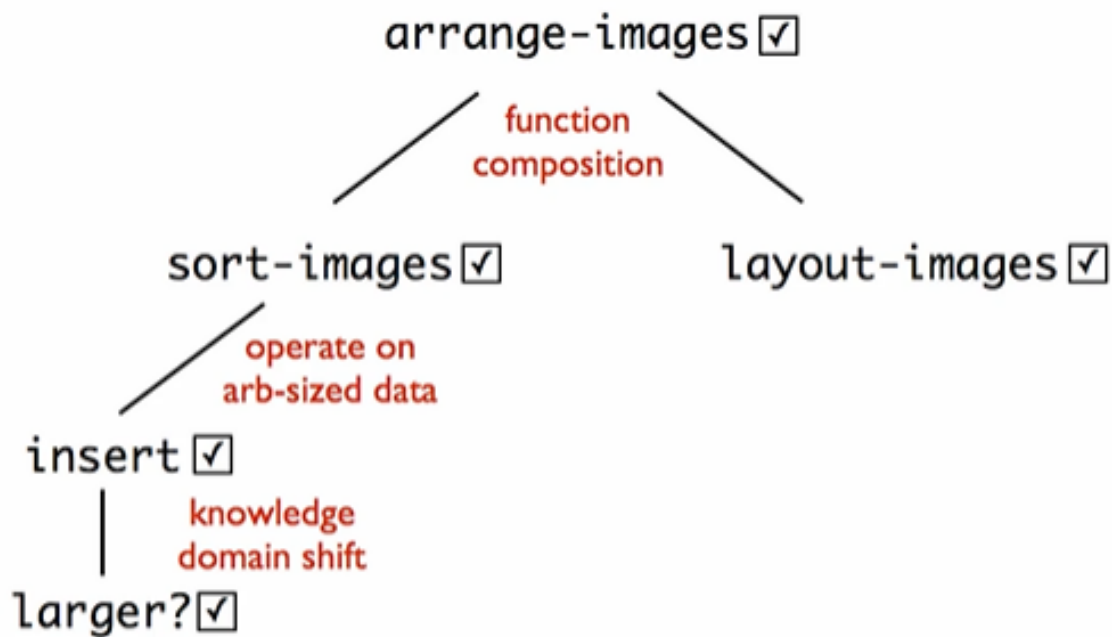 arrange-images ☑
function
composition
sort-images ☑
layout-images ☑
operate on
arb-sized data
insert ☑
knowledge
domain shift
larger? ☑